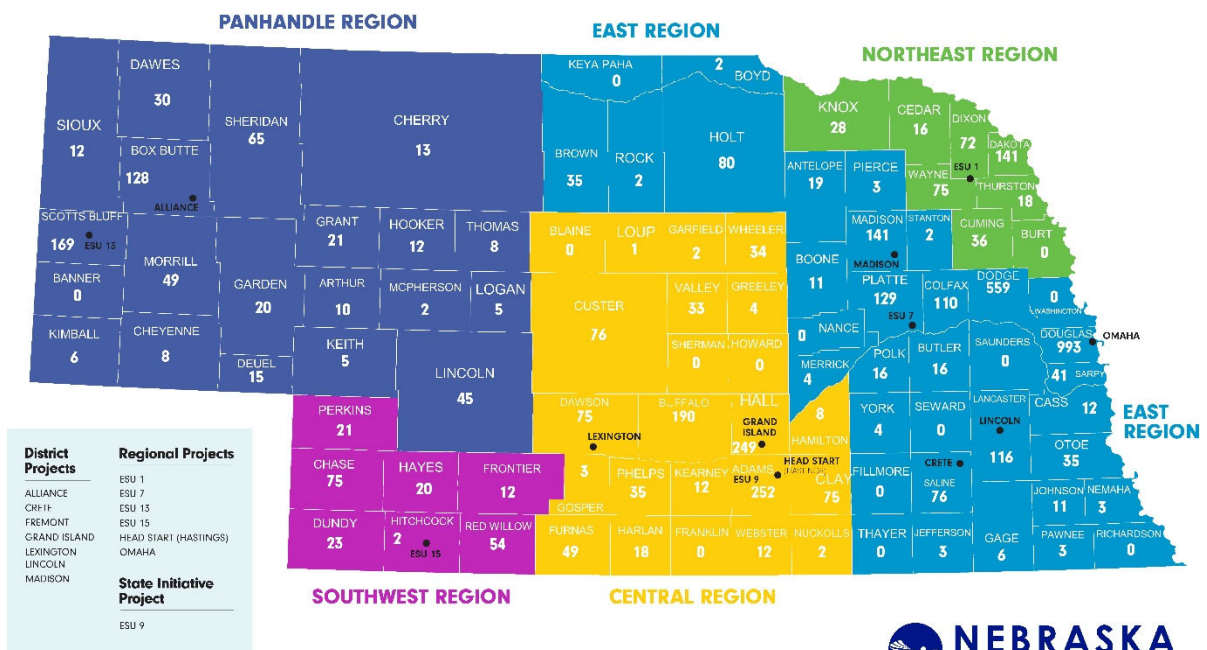 PANHANDLE REGION
EAST REGION
NORTHEAST REGION
DAWES
30
SIOUX
12
BOX BUTTE
128
ALLIANCE
SHERIDAN
65
CHERRY
13
SCOTTS BLUFF
169 ESU 13
BANNER
0
KIMBALL
6
MORRILL
49
CHEYENNE
8
GARDEN
20
DEUEL
15
GRANT
21
HOOKER
12
THOMAS
8
ARTHUR
10
MCPHERSON
2
LOGAN
5
KEITH
5
LINCOLN
45
KEYA PAHA
0
2
BOYD
BROWN
35
ROCK
2
HOLT
80
KNOX
28
CEDAR
16
DIXON
72
ESU 1
DAKOTA
141
WAYNE
75
THURSTON
18
CUMING
36
BURT
0
ANTELOPE
19
PIERCE
3
MADISON
141
MADISON
STANTON
2
BOONE
11
PLATTE
129
ESU 7
COLFAX
110
DODGE
559
0
WASHINGTON
DOUGLAS
993
OMAHA
41 SARPY
0 NANCE
MERRICK
4
POLK
16
BUTLER
16
SAUNDERS
0
YORK
4
SEWARD
0
LANCASTER
LINCOLN
116
CASS
12
OTOE
35
EAST
REGION
FILLMORE
0
CRETE
SALINE
76
THAYER
0
JEFFERSON
3
GAGE
6
JOHNSON
11
NEMAHA
3
PAWNEE
3
RICHARDSON
0
BLAINE
0
LOUP
1
GARFIELD
2
WHEELER
34
CUSTER
76
VALLEY
33
GREELEY
4
SHERMAN
0
HOWARD
0
DAWSON
75
LEXINGTON
BUFFALO
190
HALL
GRAND
ISLAND
249
8
HAMILTON
3
GOSPER
PHELPS
35
KEARNEY
12
ADAMS
ESU 9
252
HEAD START
(HASTINGS)
CLAY
75
FURNAS
49
HARLAN
18
FRANKLIN
0
WEBSTER
12
NUCKOLLS
2
PERKINS
21
CHASE
75
HAYES
20
FRONTIER
12
DUNDY
23
HITCHCOCK
2
ESU 15
RED WILLOW
54
SOUTHWEST REGION
CENTRAL REGION
District
Projects
ALLIANCE
CRETE
FREMONT
GRAND ISLAND
LEXINGTON
LINCOLN
MADISON
Regional Projects
ESU 1
ESU 7
ESU 13
ESU 15
HEAD START (HASTINGS)
OMAHA
State Initiative
Project
ESU 9
NEBRASKA